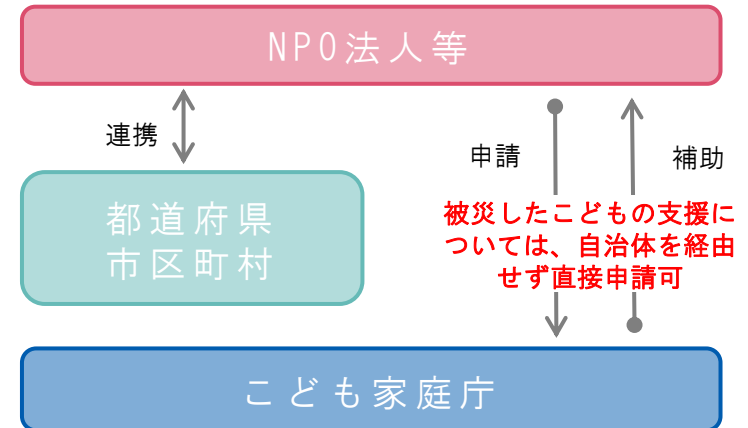 NPO法人等
連携
申請
補助
都道府県
市区町村
被災したこどもの支援に
ついては、自治体を経由
せず直接申請可
こども家庭庁